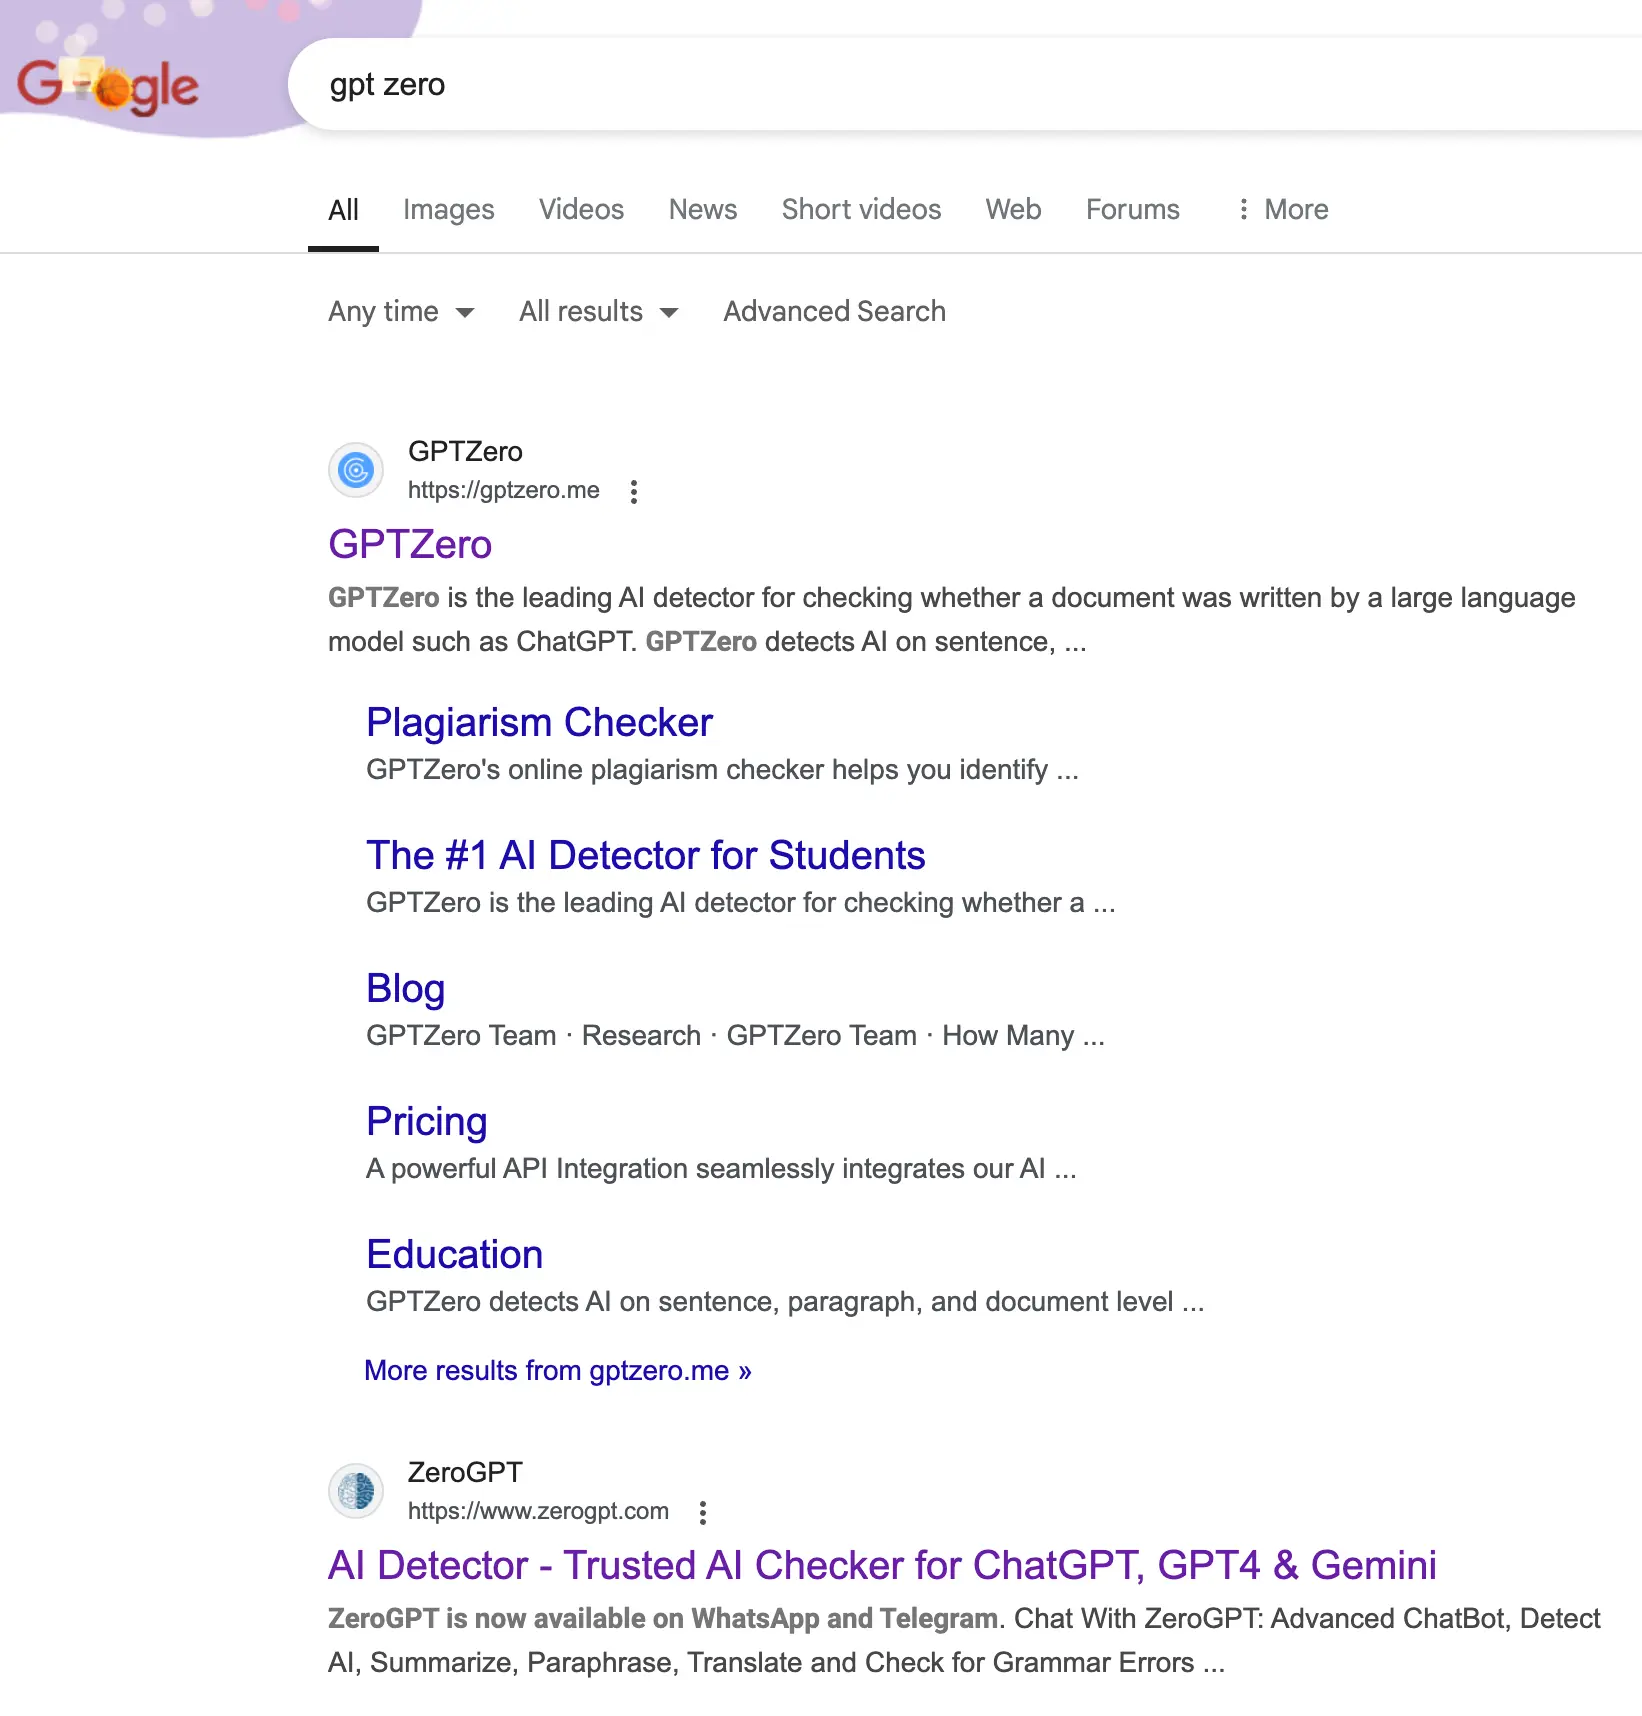 Google
gpt zero
All Images Videos News Short videos Web Forums More
Any time All results Advanced Search
GPTZero
https://gptzero.me
GPTZero
GPTZero is the leading AI detector for checking whether a document was written by a large language
model such as ChatGPT. GPTZero detects AI on sentence, ...
Plagiarism Checker
GPTZero's online plagiarism checker helps you identify ...
The #1 AI Detector for Students
GPTZero is the leading AI detector for checking whether a ...
Blog
GPTZero Team · Research · GPTZero Team · How Many ...
Pricing
A powerful API Integration seamlessly integrates our AI ...
Education
GPTZero detects AI on sentence, paragraph, and document level ...
More results from gptzero.me »
ZeroGPT
https://www.zerogpt.com
AI Detector - Trusted AI Checker for ChatGPT, GPT4 & Gemini
ZeroGPT is now available on WhatsApp and Telegram. Chat With ZeroGPT: Advanced ChatBot, Detect
AI, Summarize, Paraphrase, Translate and Check for Grammar Errors ...